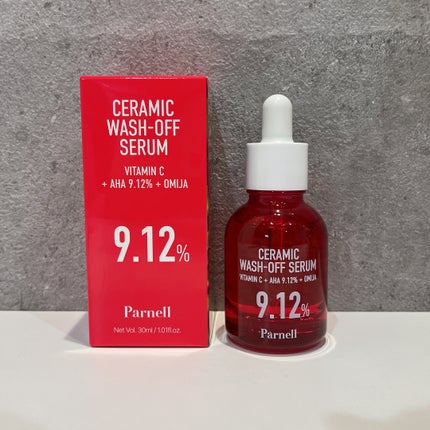 CERAMIC
WASH-OFF
SERUM
VITAMIN C
+ AHA 9.12% + OMIJA
9.12%
Parnell
Net Vol. 30ml / 1.01fl.oz.
CERAMIC
WASH-OFF SERUM
VITAMIN C + AHA 9.12% + OMIJA
9.12%
Parnell